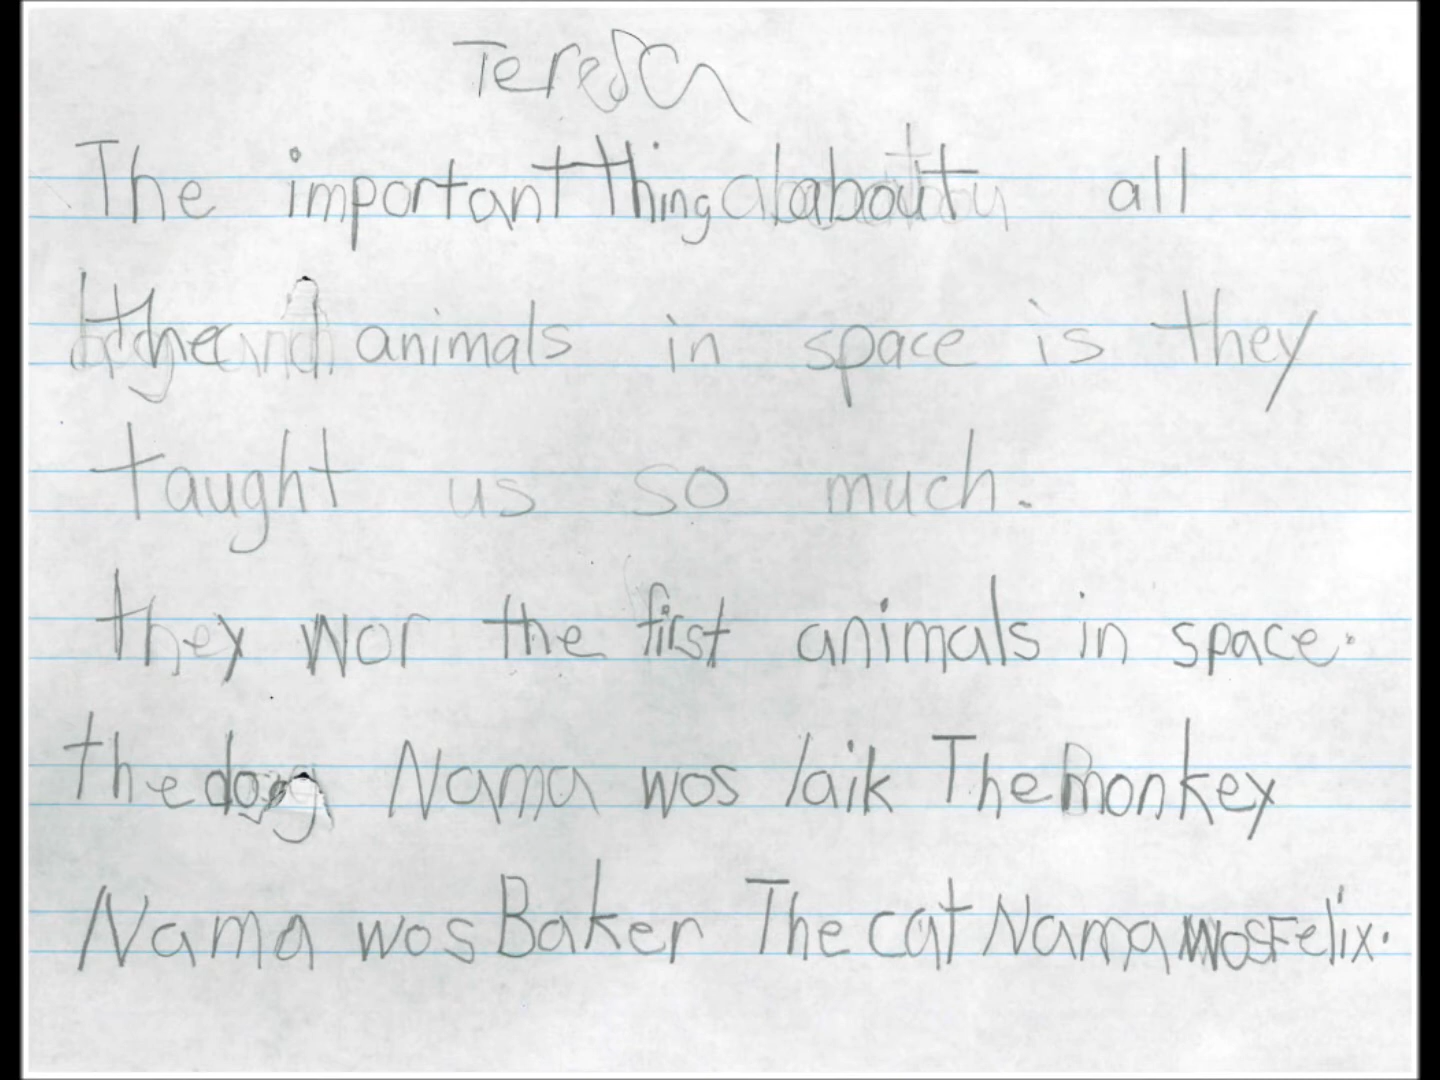 Teresa
The important thing about all
the animals in space is they
taught us so much.
they wor the first animals in space.
the dog Nama wos laik The monkey
Nama wos Baker The cat Nama wos Felix.